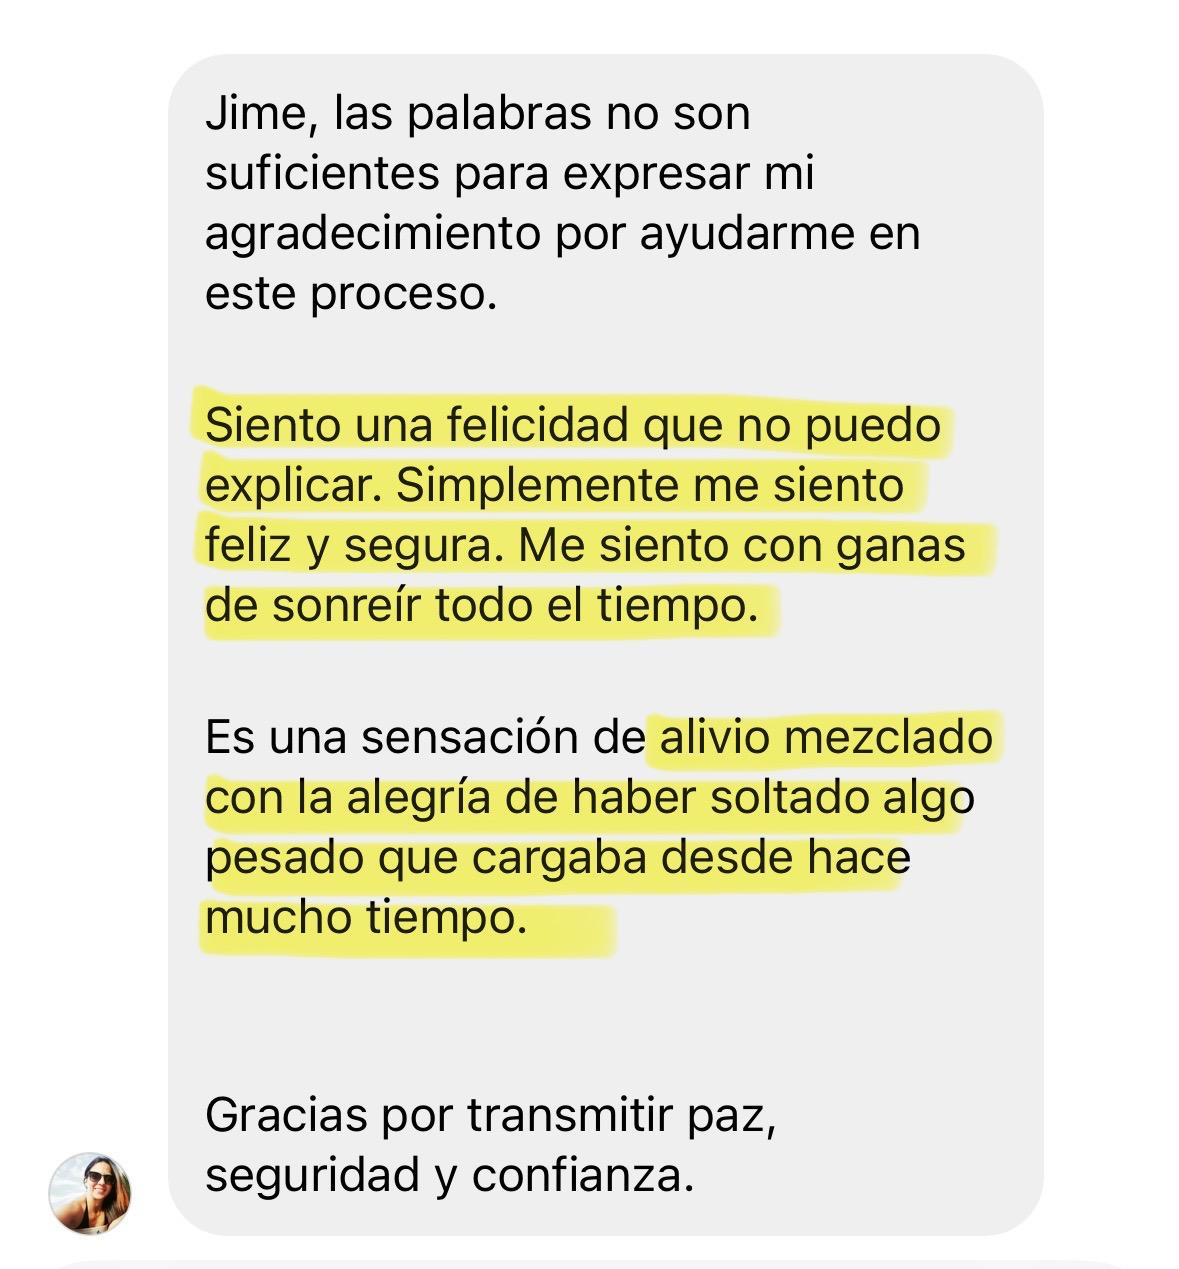 Jime, las palabras no son
suficientes para expresar mi
agradecimiento por ayudarme en
este proceso.
Siento una felicidad que no puedo
explicar. Simplemente me siento
feliz y segura. Me siento con ganas
de sonreír todo el tiempo.
Es una sensación de alivio mezclado
con la alegría de haber soltado algo
pesado que cargaba desde hace
mucho tiempo.
Gracias por transmitir paz,
seguridad y confianza.